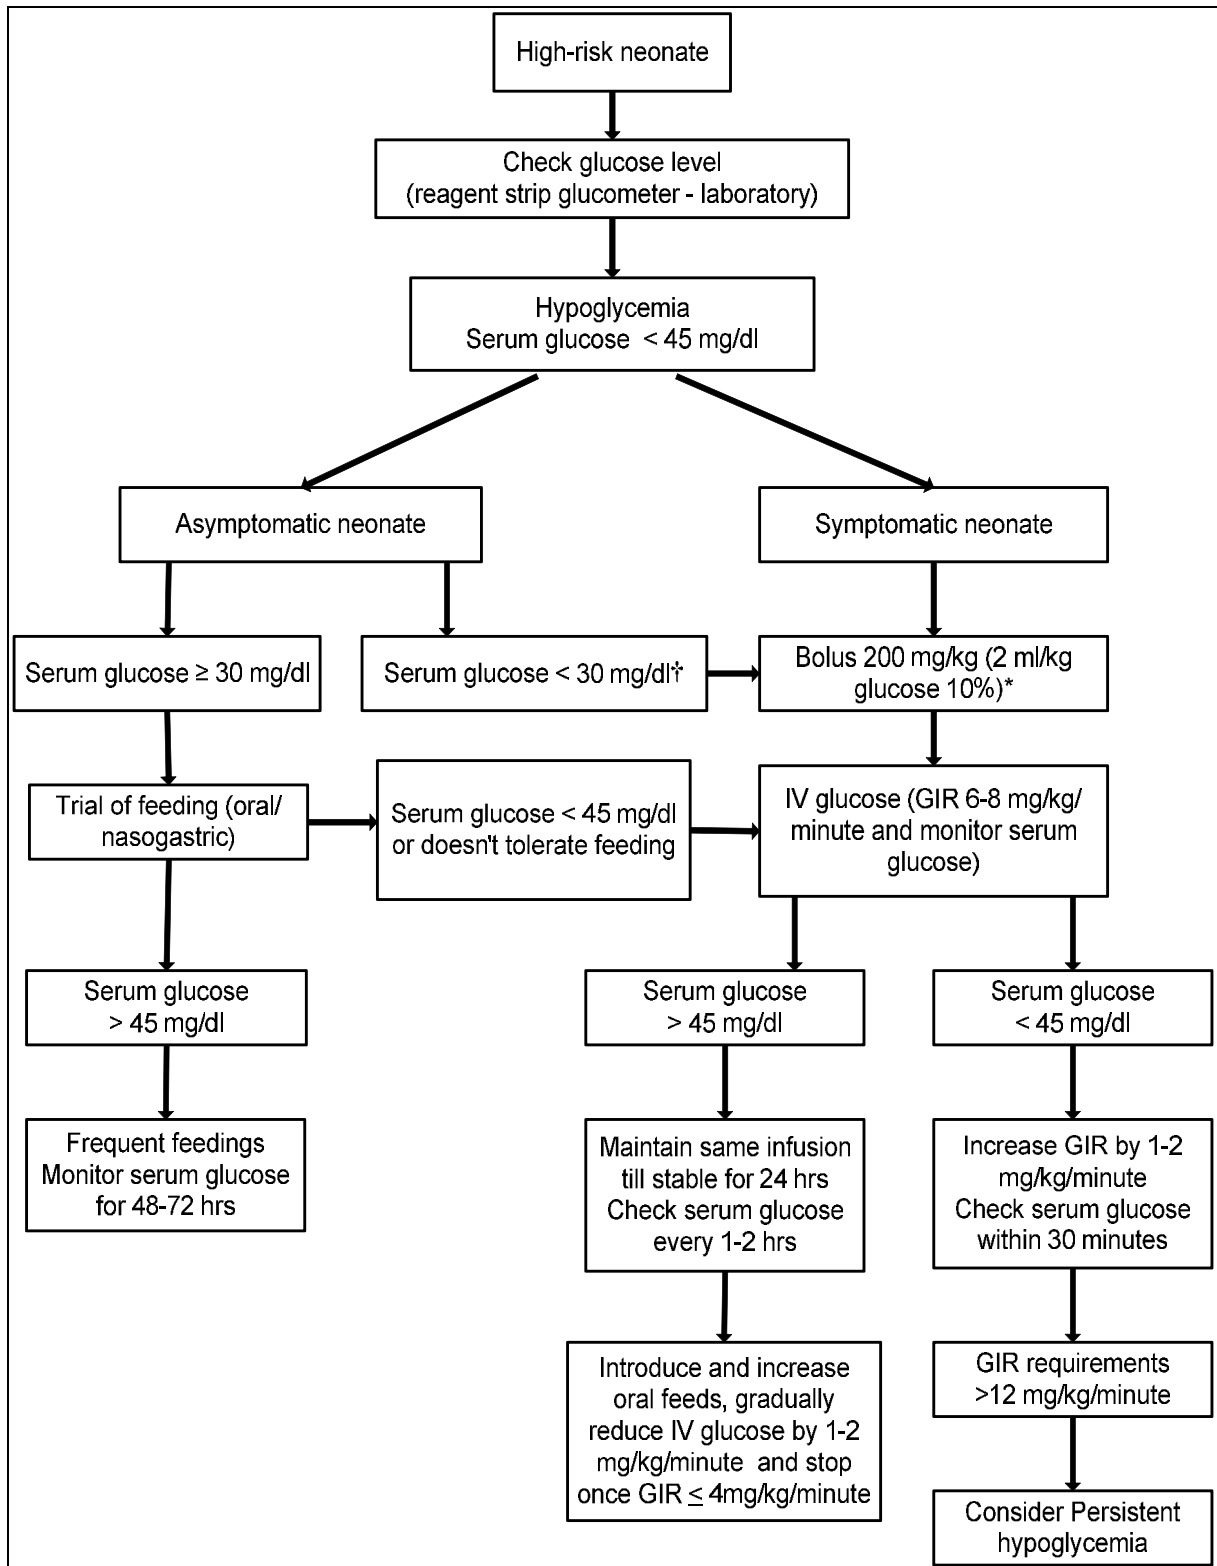 High-risk neonate
Check glucose level
(reagent strip glucometer - laboratory)
Hypoglycemia
Serum glucose < 45 mg/dl
Asymptomatic neonate
Symptomatic neonate
Serum glucose ≥ 30 mg/dl
Serum glucose < 30 mg/dl†
Bolus 200 mg/kg (2 ml/kg
glucose 10%)*
Trial of feeding (oral/
nasogastric)
Serum glucose < 45 mg/dl
or doesn't tolerate feeding
IV glucose (GIR 6-8 mg/kg/
minute and monitor serum
glucose)
Serum glucose
> 45 mg/dl
Serum glucose
> 45 mg/dl
Serum glucose
< 45 mg/dl
Frequent feedings
Monitor serum glucose
for 48-72 hrs
Maintain same infusion
till stable for 24 hrs
Check serum glucose
every 1-2 hrs
Increase GIR by 1-2
mg/kg/minute
Check serum glucose
within 30 minutes
Introduce and increase
oral feeds, gradually
reduce IV glucose by 1-2
mg/kg/minute and stop
once GIR ≤ 4mg/kg/minute
GIR requirements
>12 mg/kg/minute
Consider Persistent
hypoglycemia